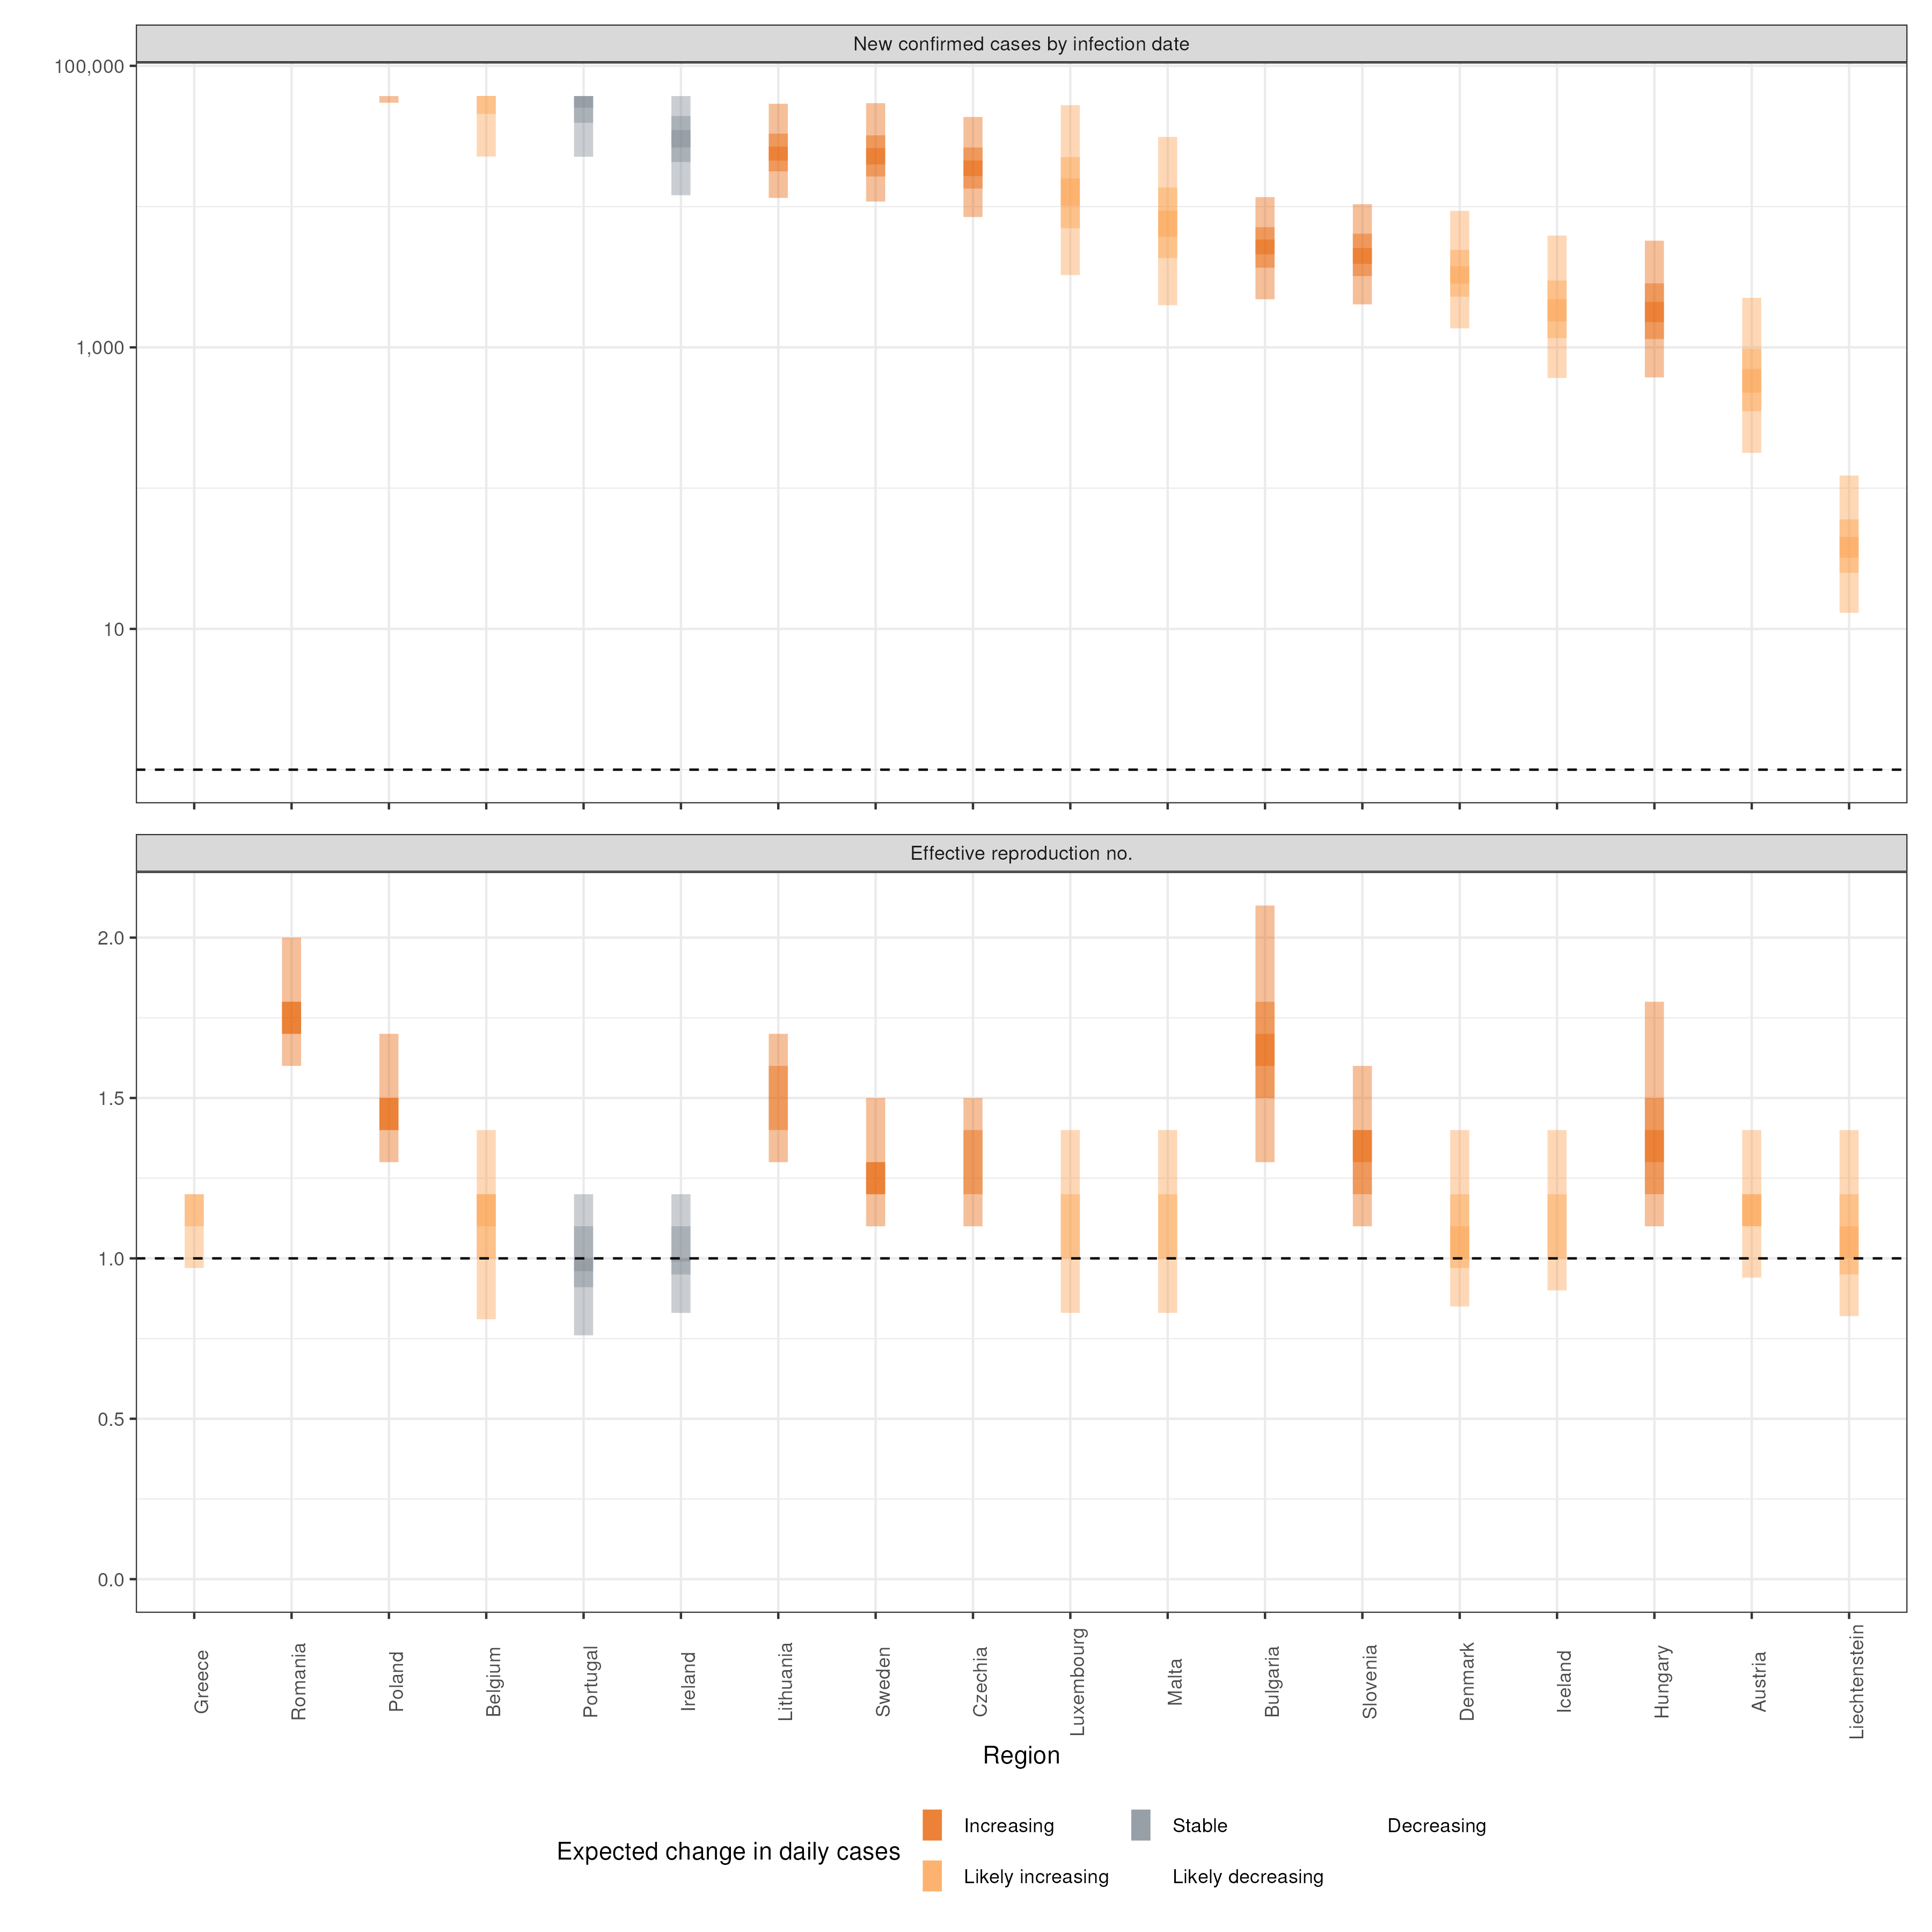 New confirmed cases by infection date
100,000
1,000
10
Effective reproduction no.
2.0
1.5
1.0
0.5
0.0
Greece
Romania
Poland
Belgium
Portugal
Ireland
Lithuania
Sweden
Czechia
Luxembourg
Malta
Bulgaria
Slovenia
Denmark
Iceland
Hungary
Austria
Liechtenstein
Region
Expected change in daily cases
Increasing
Stable
Decreasing
Likely increasing
Likely decreasing